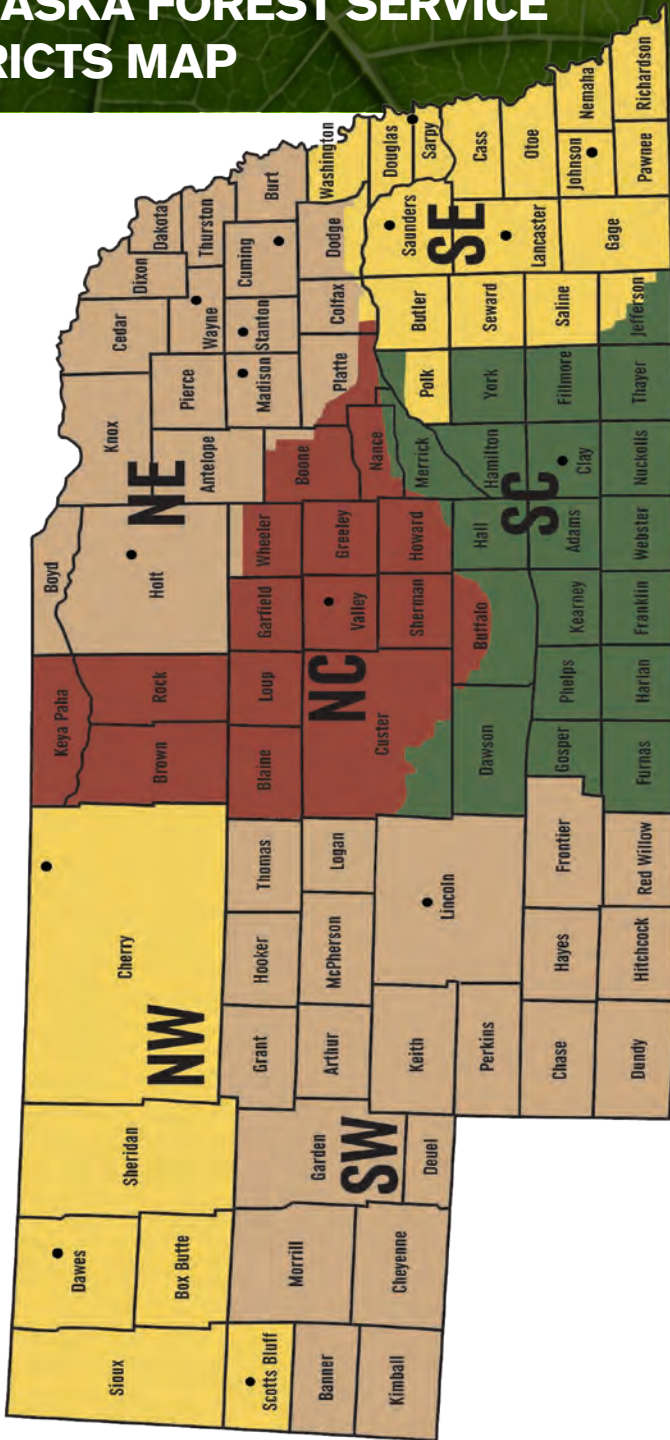 ASKA FOREST SERVICE
RICTS MAP
Sioux
Dawes
Box Butte
Sheridan
Cherry
NW
Scotts Bluff
Banner
Kimball
Morrill
Cheyenne
Garden
SW
Deuel
Grant
Hooker
Thomas
Arthur
McPherson
Logan
Keith
Lincoln
Perkins
Chase
Hayes
Frontier
Dundy
Hitchcock
Red Willow
Keya Paha
Brown
Rock
Blaine
Loup
Garfield
Wheeler
Custer
NC
Valley
Greeley
Sherman
Howard
Boone
Nance
Buffalo
Boyd
Holt
NE
Knox
Antelope
Cedar
Pierce
Dixon
Dakota
Wayne
Thurston
Madison
Stanton
Cuming
Burt
Platte
Colfax
Dodge
Washington
Dawson
Gosper
Phelps
Kearney
Furnas
Harlan
Franklin
Hall
Adams
Webster
SC
Merrick
Hamilton
Clay
Nuckolls
York
Fillmore
Thayer
Jefferson
Polk
Butler
Seward
Saline
Saunders
SE
Lancaster
Gage
Douglas
Sarpy
Cass
Otoe
Johnson
Nemaha
Pawnee
Richardson